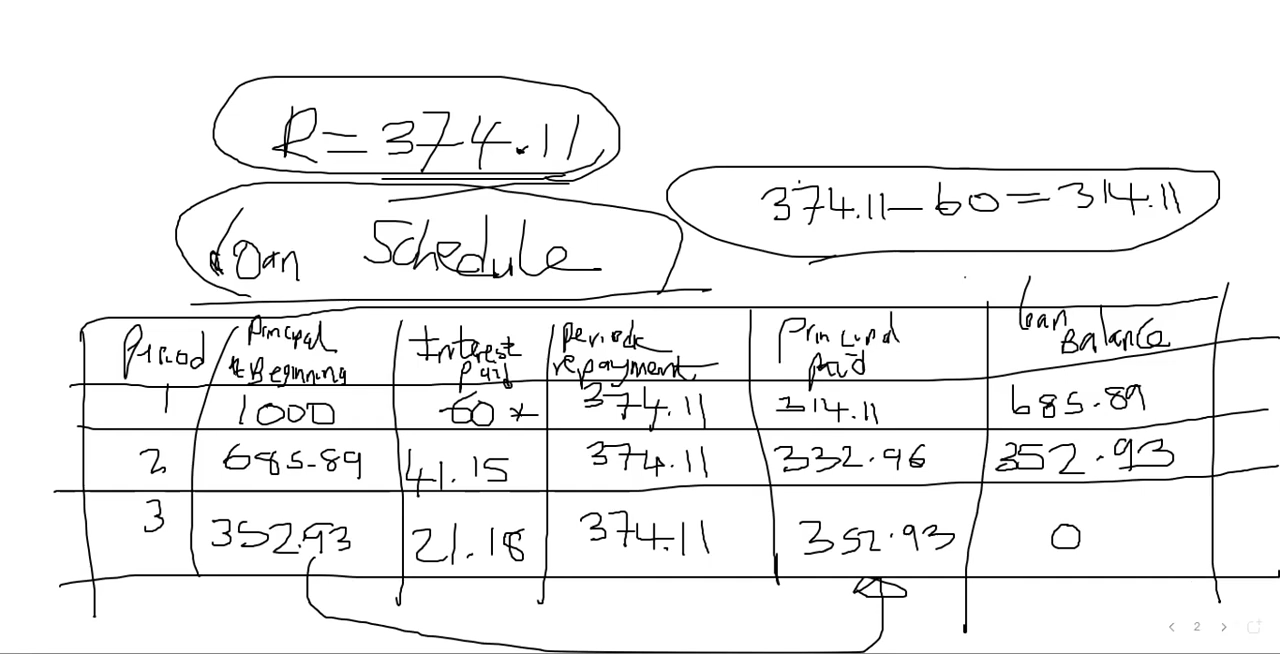 R = 374.11
374.11 - 60 = 314.11
Loan Schedule
Period Principal At Beginning Interest paid Periodic repayment Principal paid Loan Balance
1 1000 60 * 374.11 314.11 685.89
2 685.89 41.15 374.11 332.96 352.93
3 352.93 21.18 374.11 352.93 0
2